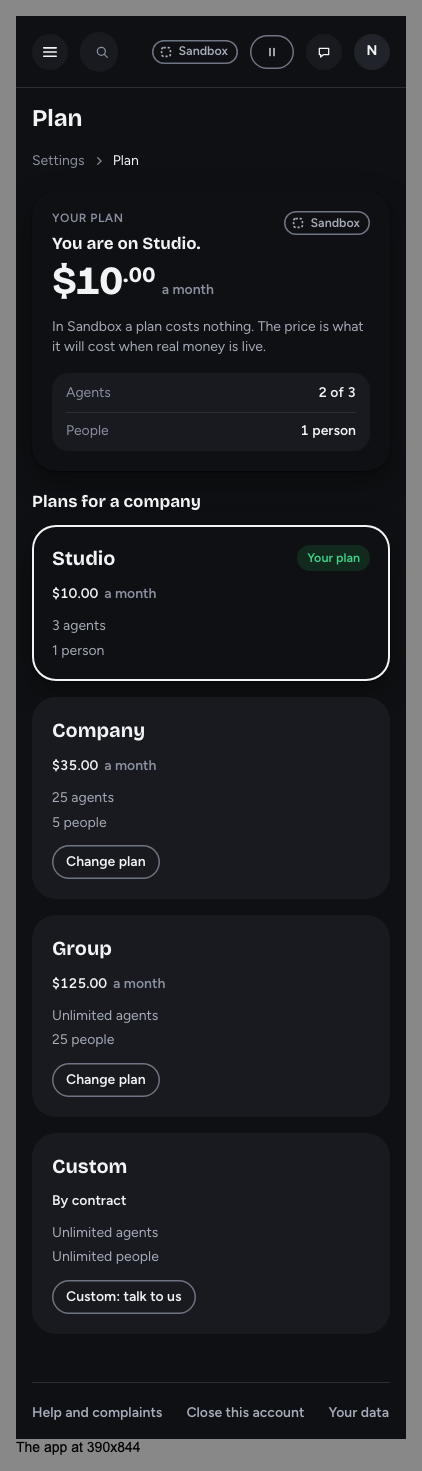 Sandbox
N
Plan
Settings > Plan
YOUR PLAN
Sandbox
You are on Studio.
$10.00 a month
In Sandbox a plan costs nothing. The price is what
it will cost when real money is live.
Agents 2 of 3
People 1 person
Plans for a company
Studio Your plan
$10.00 a month
3 agents
1 person
Company
$35.00 a month
25 agents
5 people
Change plan
Group
$125.00 a month
Unlimited agents
25 people
Change plan
Custom
By contract
Unlimited agents
Unlimited people
Custom: talk to us
Help and complaints Close this account Your data
The app at 390x844